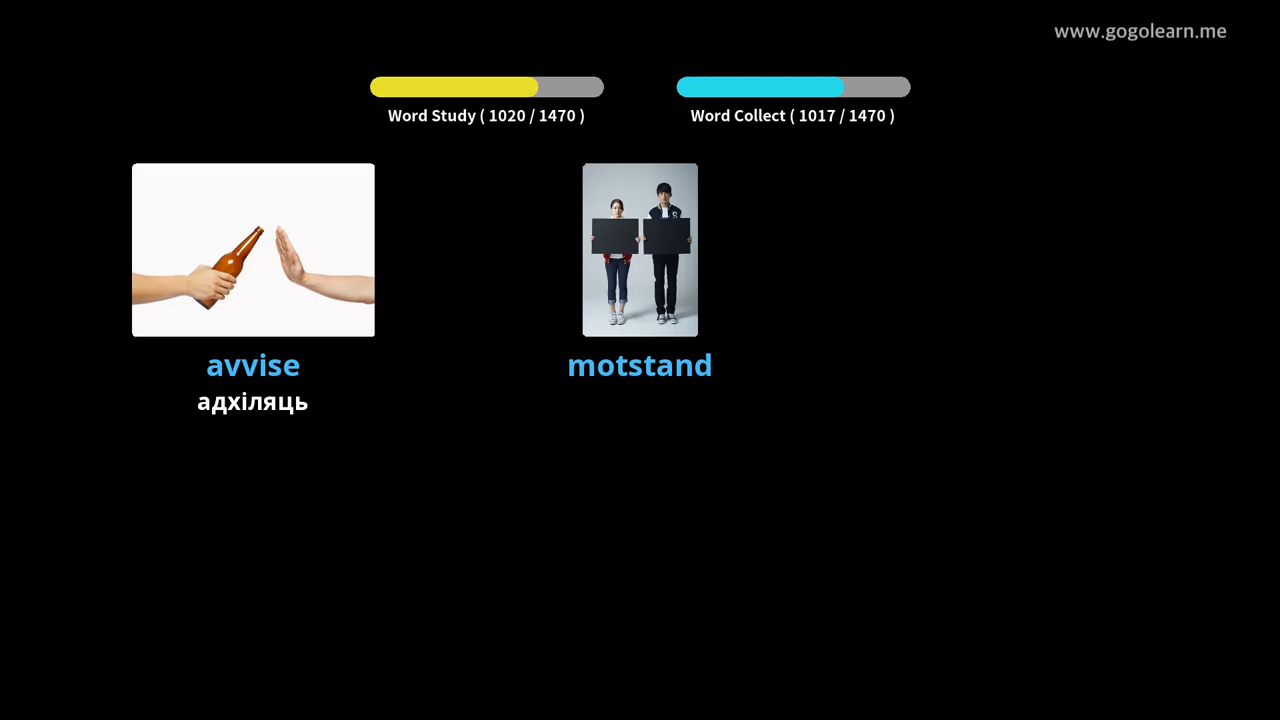 www.gogolearn.me
Word Study ( 1020 / 1470 )
Word Collect ( 1017 / 1470 )
avvise
motstand
адхіляць